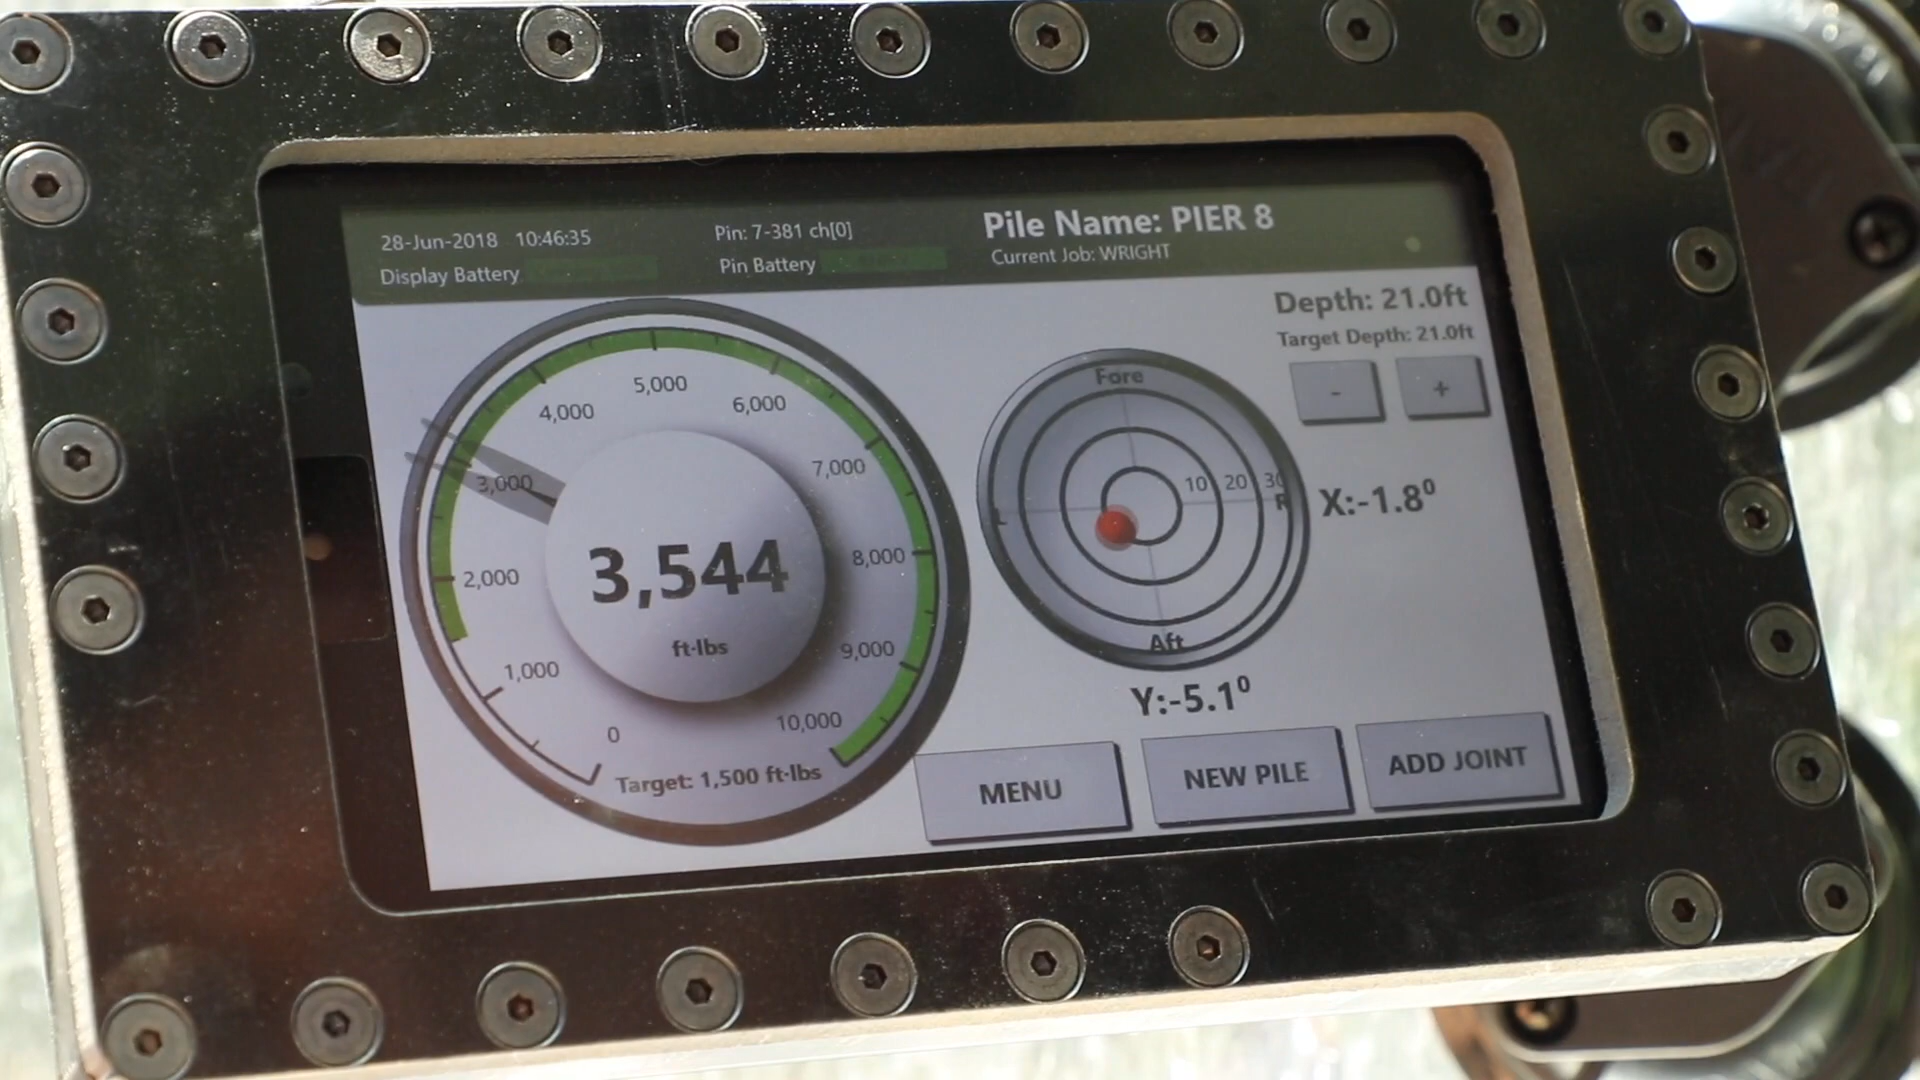 28-Jun-2018 10:46:35
Display Battery
Pin: 7-381 ch[0]
Pin Battery
Pile Name: PIER 8
Current Job: WRIGHT
Depth: 21.0ft
Target Depth: 21.0ft
- +
0
1,000
2,000
3,000
4,000
5,000
6,000
7,000
8,000
9,000
10,000
3,544
ft·lbs
Target: 1,500 ft·lbs
Fore
10 20 30
L R
Aft
X:-1.8⁰
Y:-5.1⁰
MENU
NEW PILE
ADD JOINT